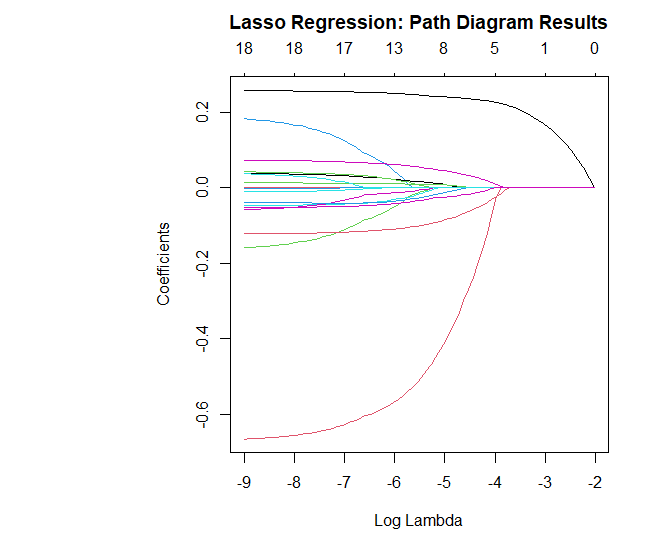 Lasso Regression: Path Diagram Results
18 18 17 13 8 5 1 0
0.2
0.0
-0.2
-0.4
-0.6
Coefficients
-9 -8 -7 -6 -5 -4 -3 -2
Log Lambda